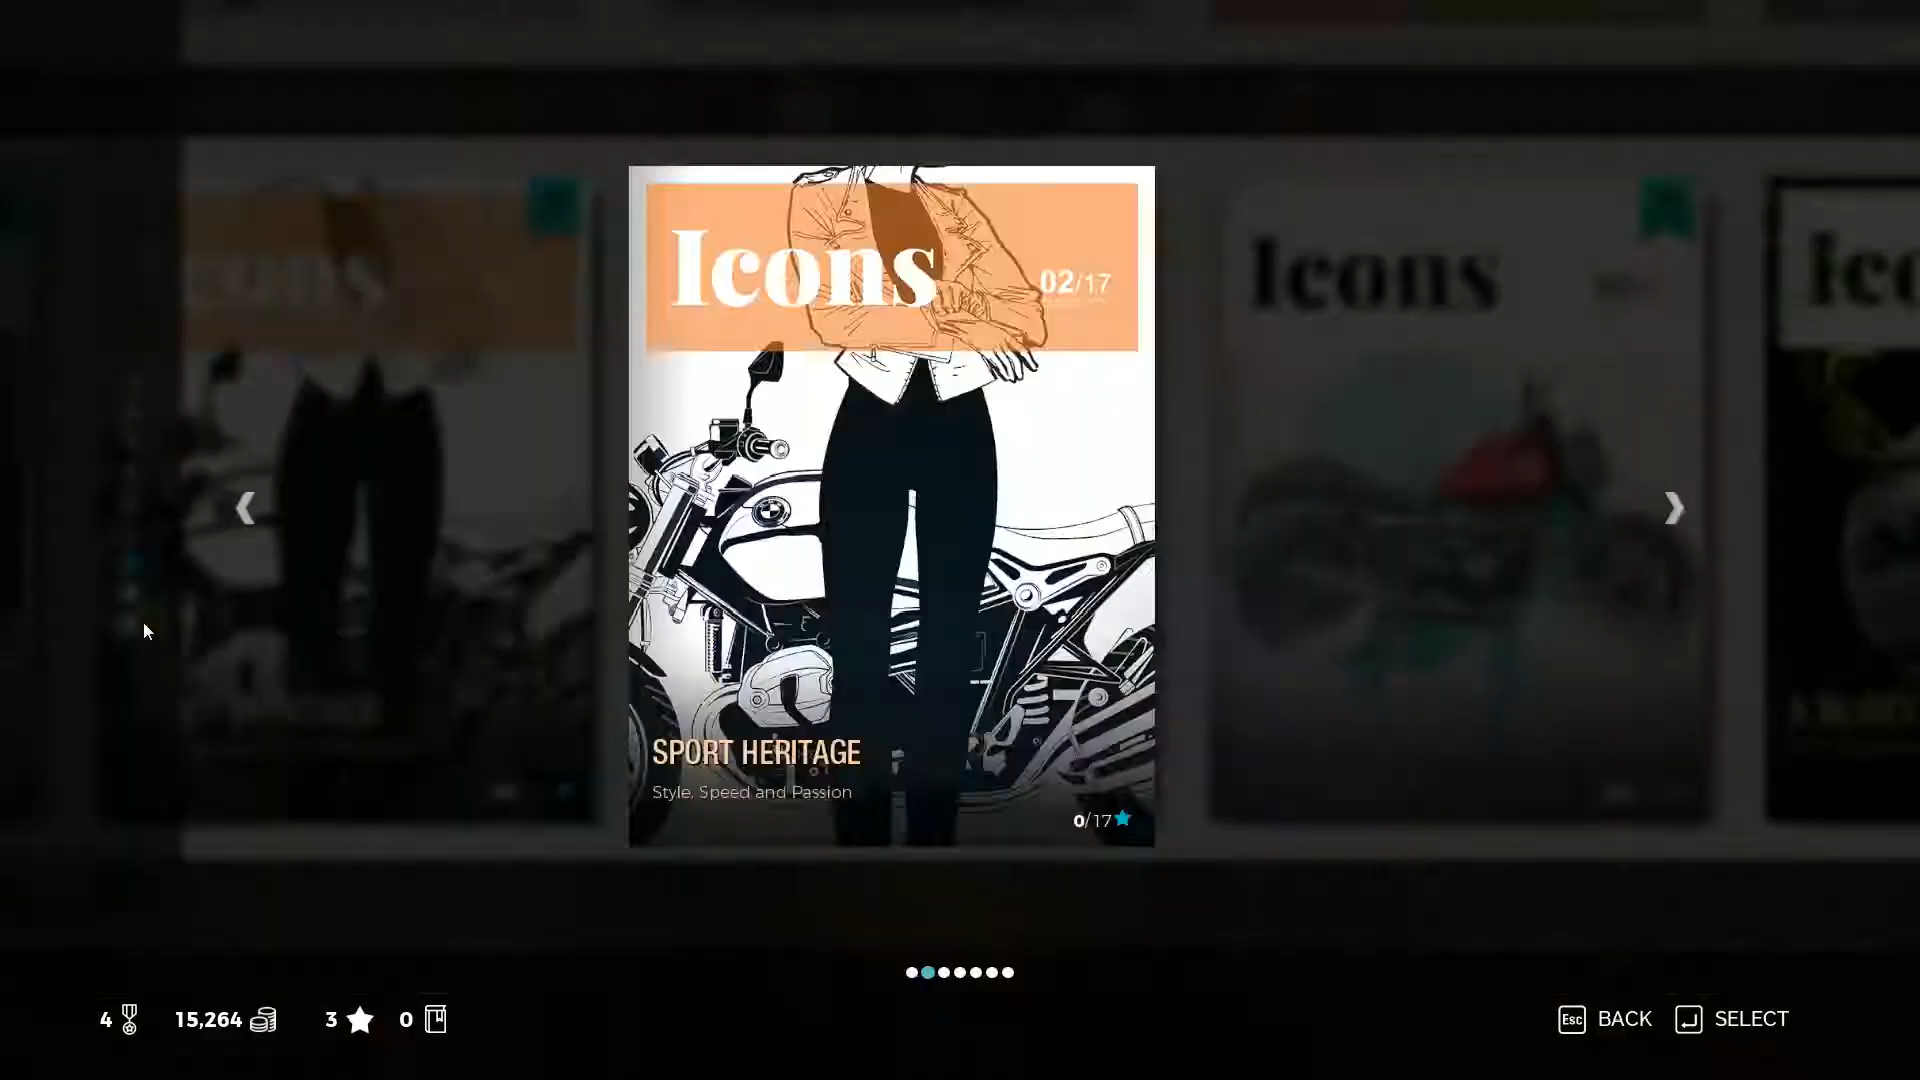 Icons
02/17
SPORT HERITAGE
Style, Speed and Passion
0/17
Icons
4
15,264
3
0
Esc BACK
SELECT